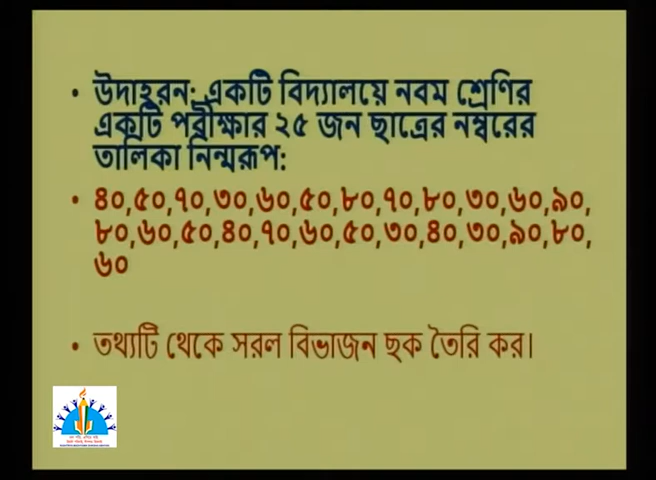 উদাহরন: একটি বিদ্যালয়ে নবম শ্রেণির
একটি পরীক্ষার ২৫ জন ছাত্রের নম্বরের
তালিকা নিন্মরূপ:
৪০,৫০,৭০,৩০,৬০,৫০,৮০,৭০,৮০,৩০,৬০,৯০,
৮০,৬০,৫০,৪০,৭০,৬০,৫০,৩০,৪০,৩০,৯০,৮০,
৬০
তথ্যটি থেকে সরল বিভাজন ছক তৈরি কর।